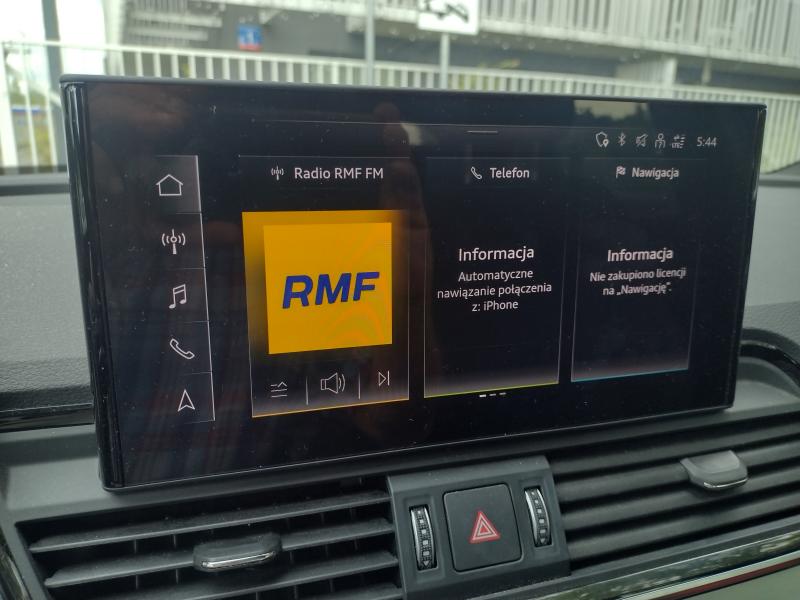 5:44
Radio RMF FM
Telefon
Nawigacja
RMF
Informacja
Automatyczne
nawiązanie połączenia
z: iPhone
Informacja
Nie zakupiono licencji
na „Nawigację”.